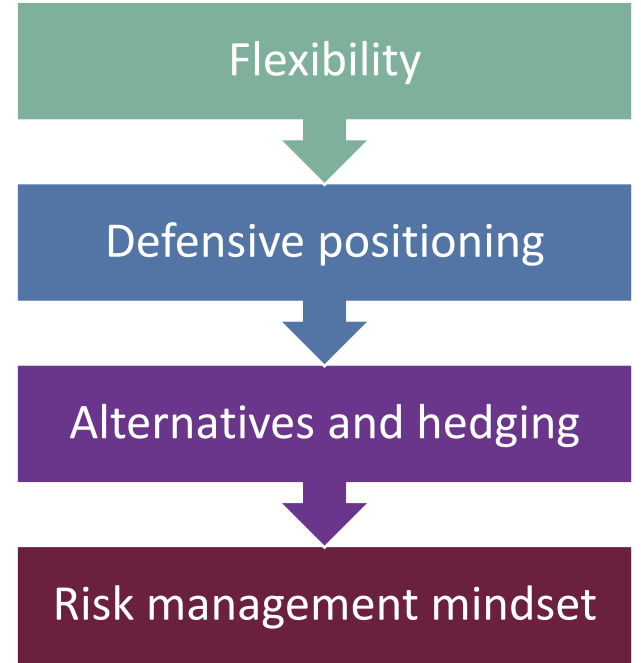 Flexibility
Defensive positioning
Alternatives and hedging
Risk management mindset